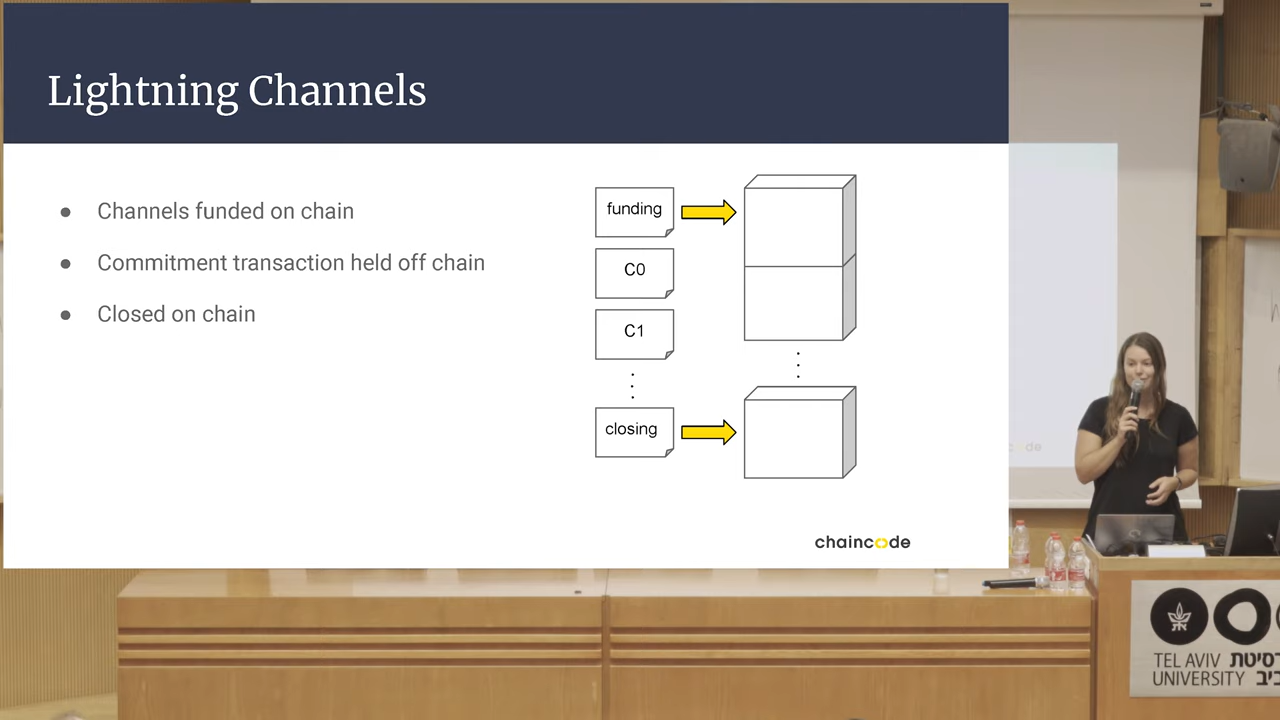 Lightning Channels
● Channels funded on chain
● Commitment transaction held off chain
● Closed on chain
funding
C0
C1
closing
chaincode
TEL AVIV
UNIVERSITY